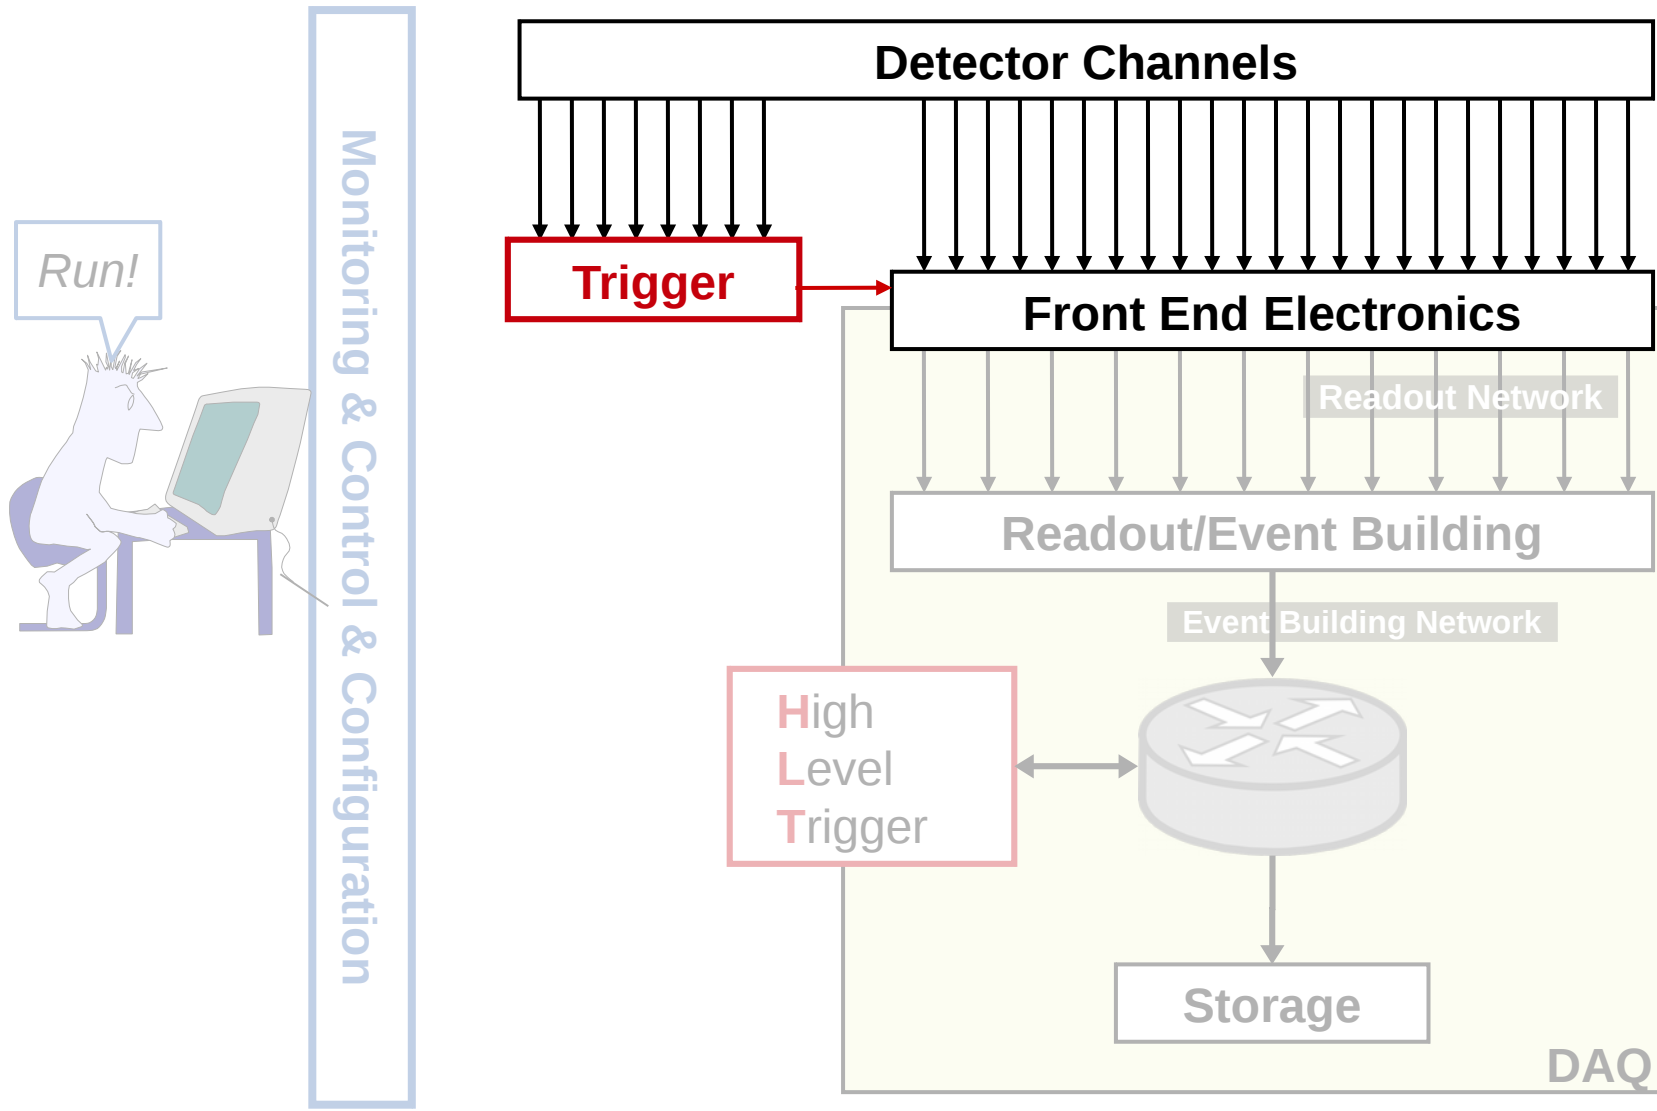 Detector Channels
Monitoring & Control & Configuration
Run!
Trigger
Front End Electronics
Readout Network
Readout/Event Building
Event Building Network
High
Level
Trigger
Storage
DAQ